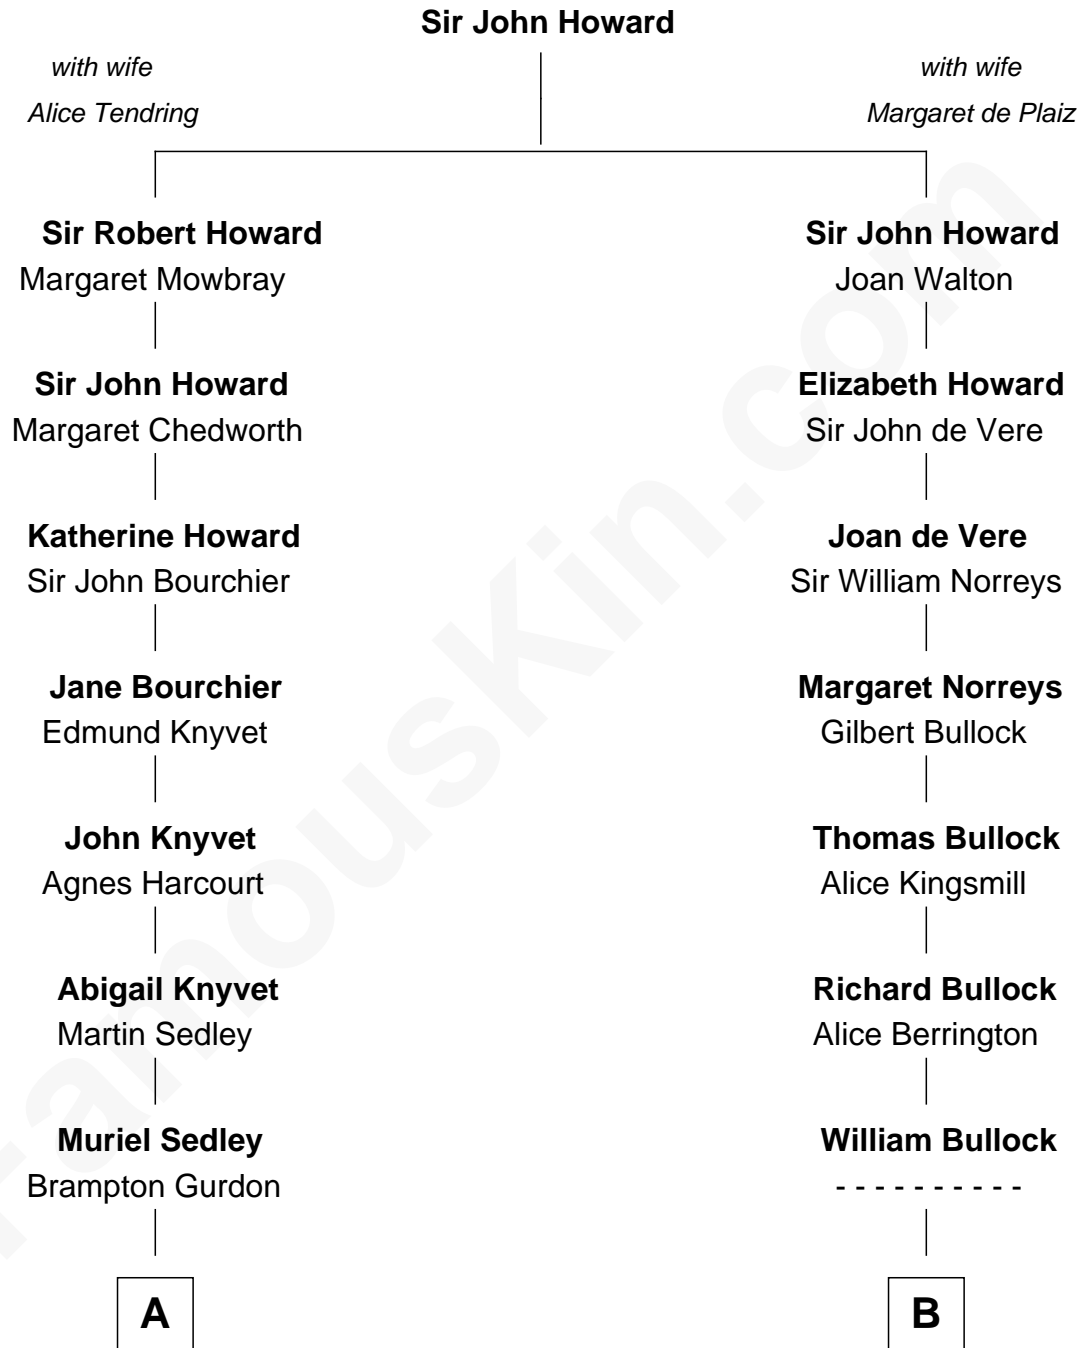 Sir John Howard
with wife
Alice Tendring
with wife
Margaret de Plaiz
Sir Robert Howard
Margaret Mowbray
Sir John Howard
Joan Walton
Sir John Howard
Margaret Chedworth
Elizabeth Howard
Sir John de Vere
Katherine Howard
Sir John Bourchier
Joan de Vere
Sir William Norreys
Jane Bourchier
Edmund Knyvet
Margaret Norreys
Gilbert Bullock
John Knyvet
Agnes Harcourt
Thomas Bullock
Alice Kingsmill
Abigail Knyvet
Martin Sedley
Richard Bullock
Alice Berrington
Muriel Sedley
Brampton Gurdon
William Bullock
- - - - - - - - - -
A
B
FamousKin.com